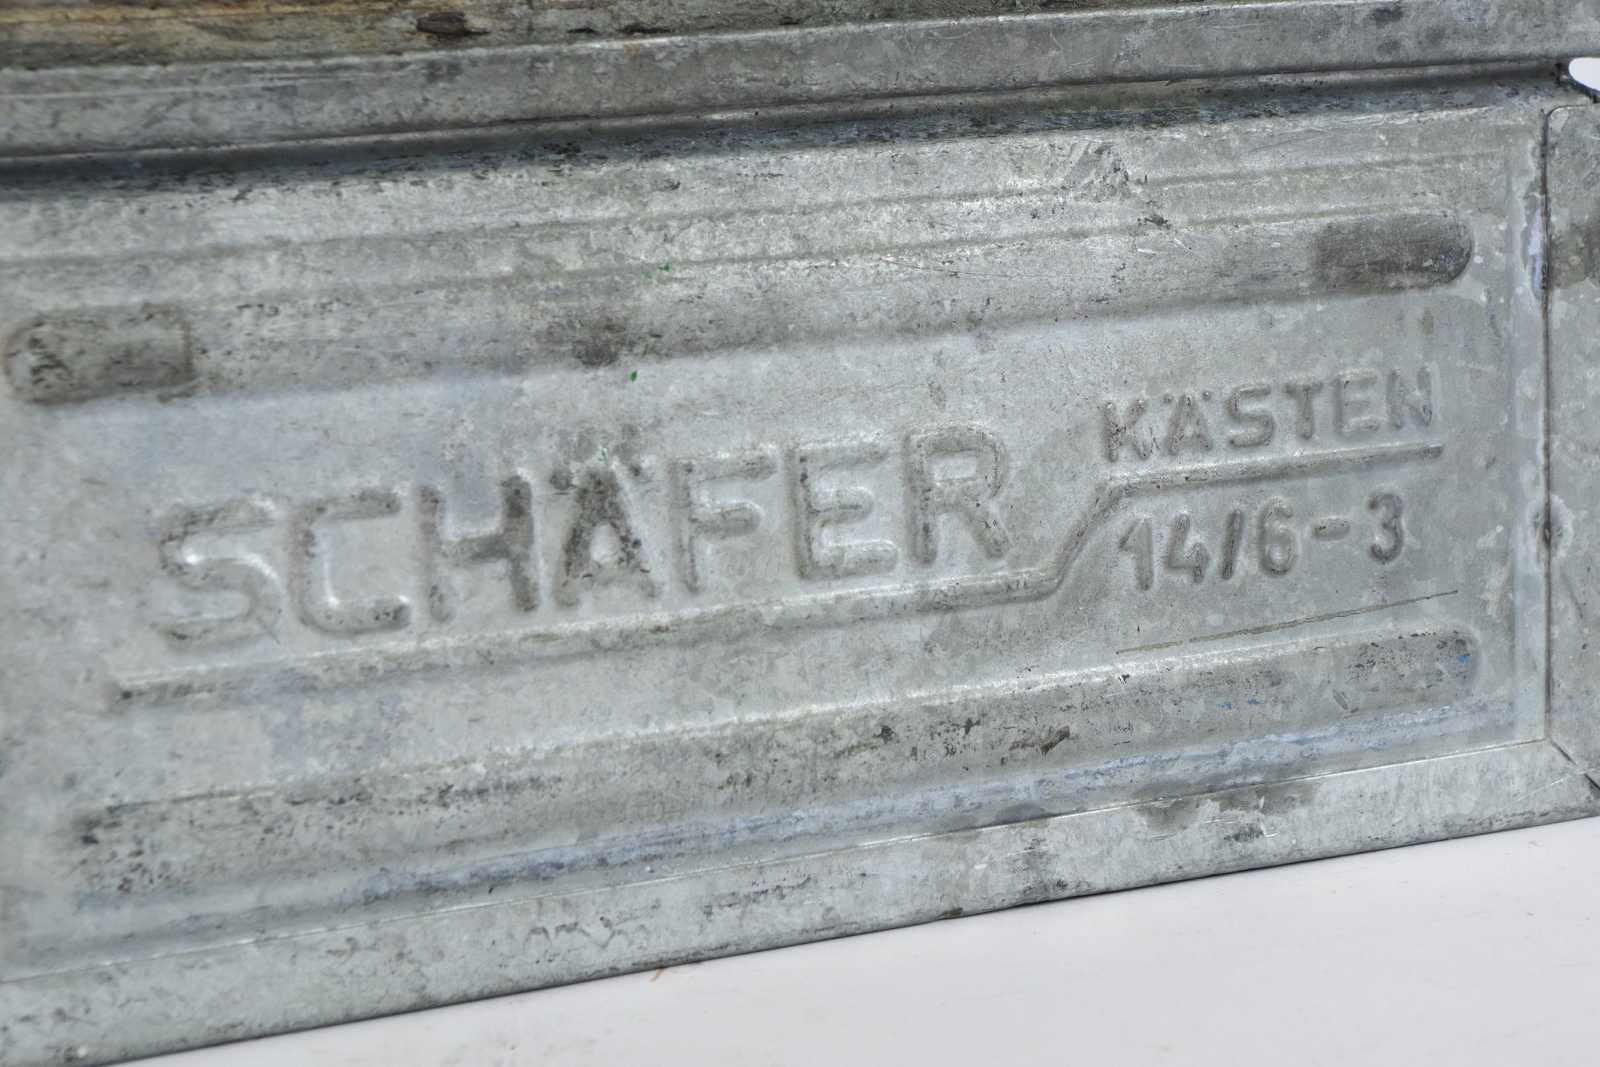 SCHÄFER
KÄSTEN
14/6-3